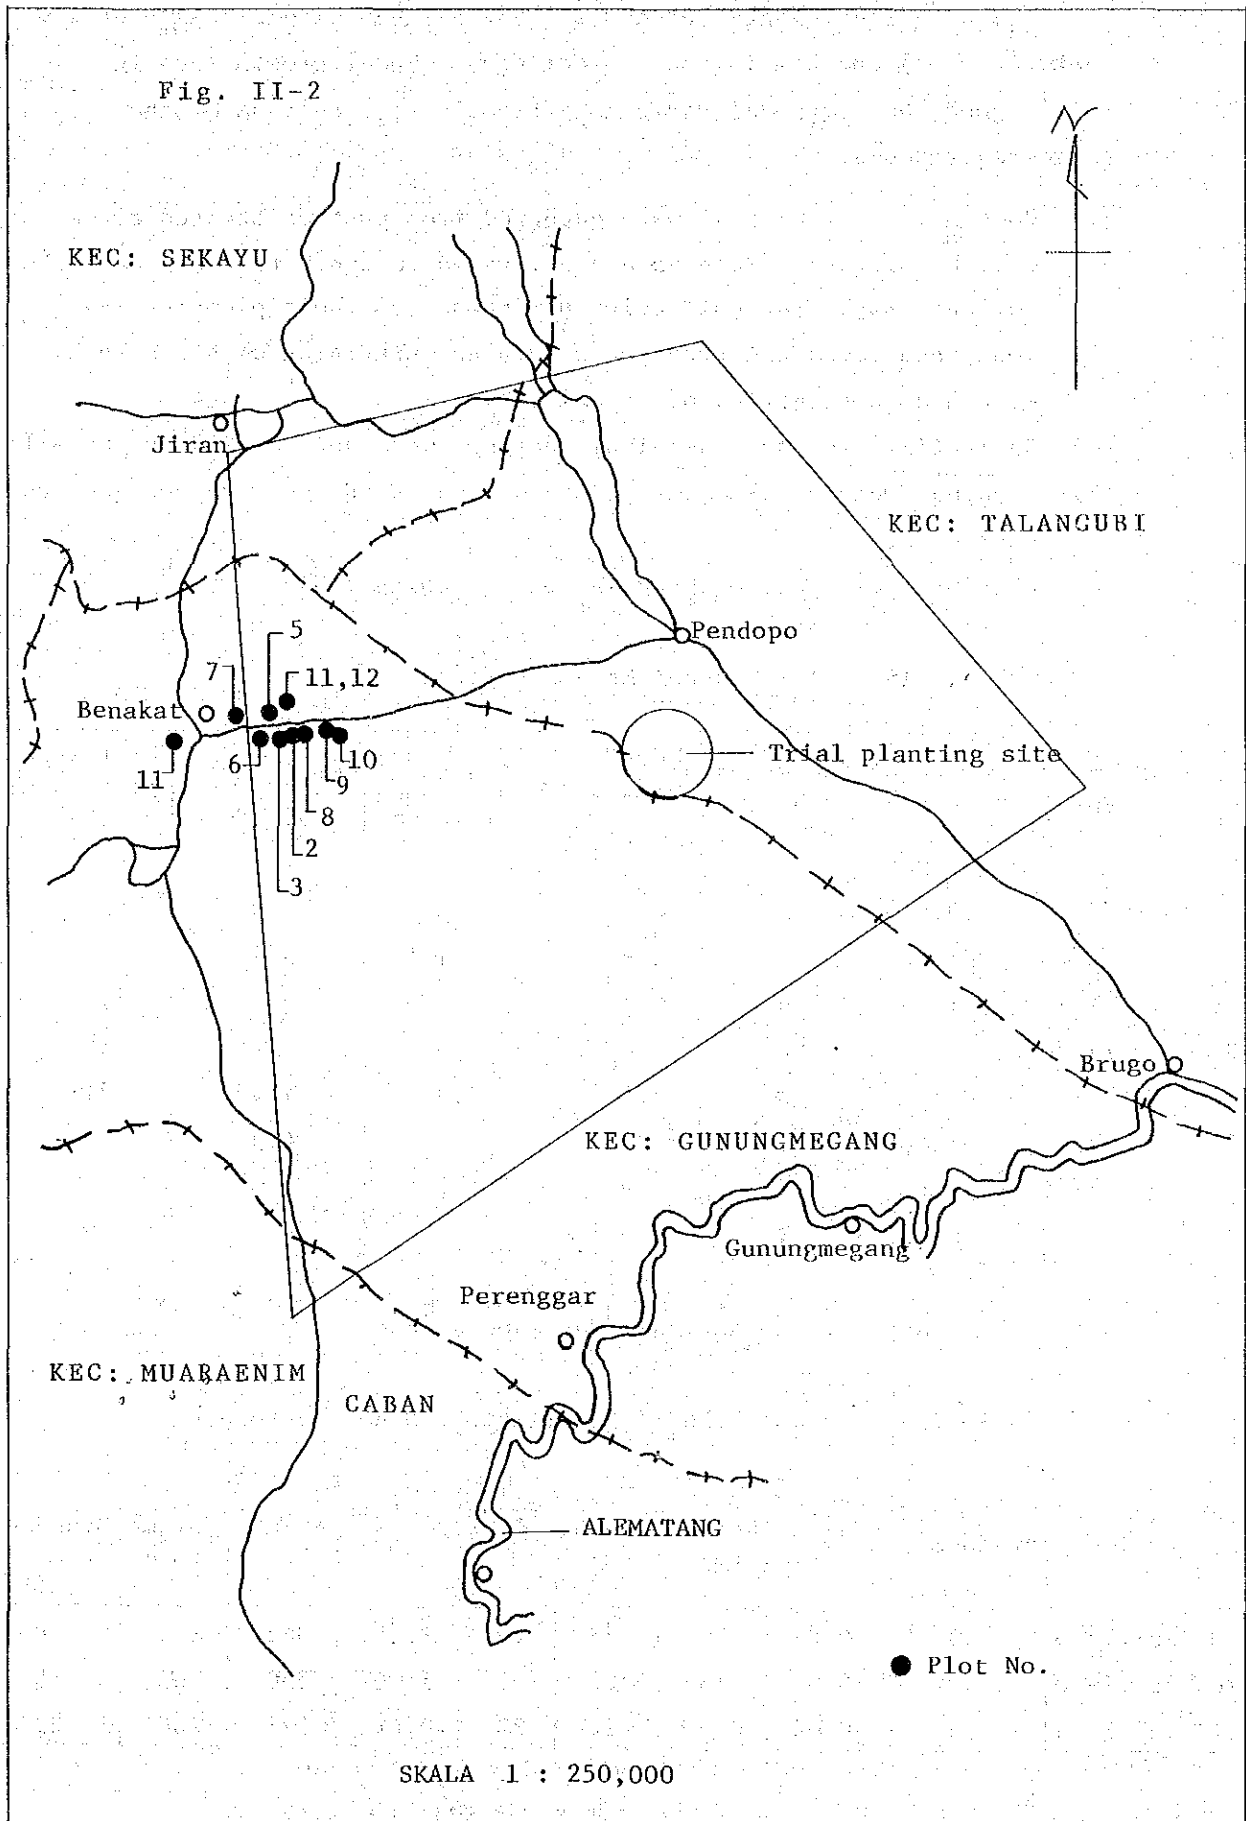 Fig. II-2
N
KEC: SEKAYU
Jiran
KEC: TALANGUBI
5
Pendopo
7
11,12
Benakat
Trial planting site
11
6
10
9
8
2
3
Brugo
KEC: GUNUNGMEGANG
Gunungmegang
Perenggar
KEC: MUARAENIM
CABAN
ALEMATANG
Plot No.
SKALA 1 : 250,000